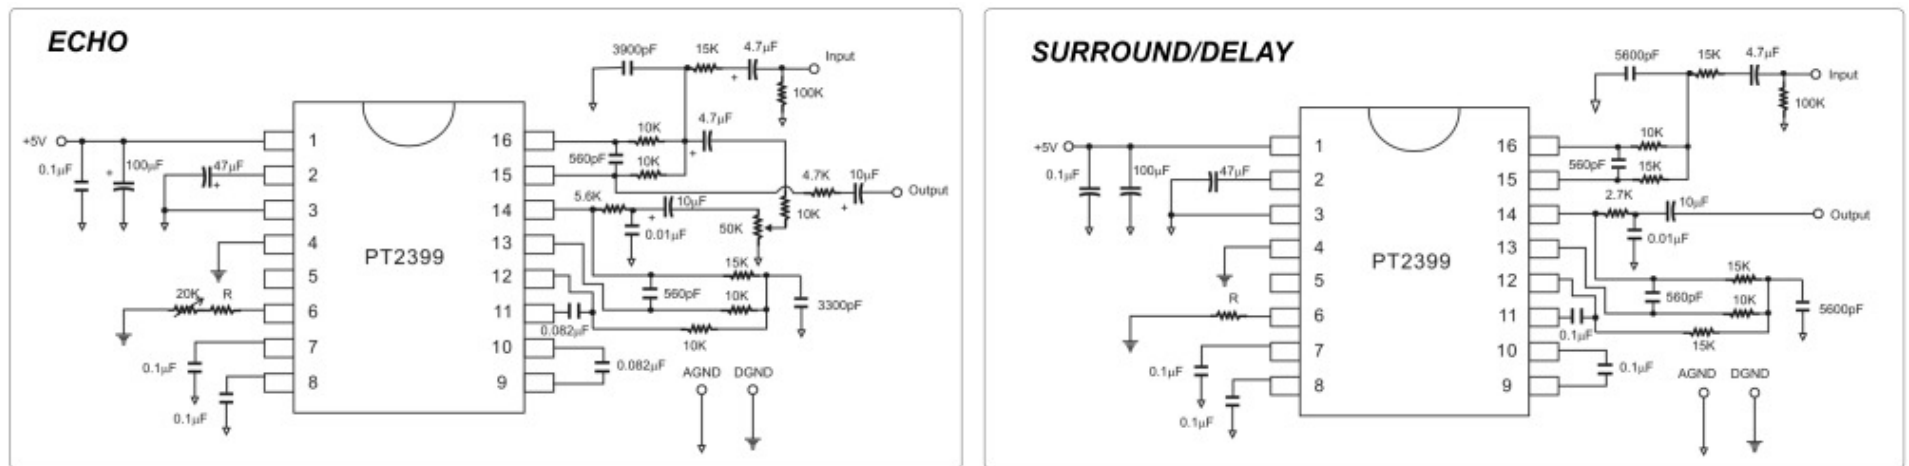 ECHO
3900pF
15K
4.7µF
Input
100K
+5V
0.1µF
100µF
+
47µF
+
1
2
3
4
5
6
7
8
PT2399
16
15
14
13
12
11
10
9
20K
R
0.1µF
0.1µF
+
10K
560pF
10K
4.7µF
+
4.7K
10µF
+
Output
5.6K
10µF
+
0.01µF
50K
10K
15K
560pF
10K
3300pF
0.082µF
10K
0.082µF
AGND
DGND
SURROUND/DELAY
5600pF
15K
4.7µF
Input
100K
+5V
0.1µF
100µF
47µF
1
2
3
4
5
6
7
8
PT2399
16
15
14
13
12
11
10
9
R
0.1µF
0.1µF
10K
560pF
15K
2.7K
10µF
Output
0.01µF
15K
560pF
10K
5600pF
0.1µF
15K
0.1µF
AGND
DGND